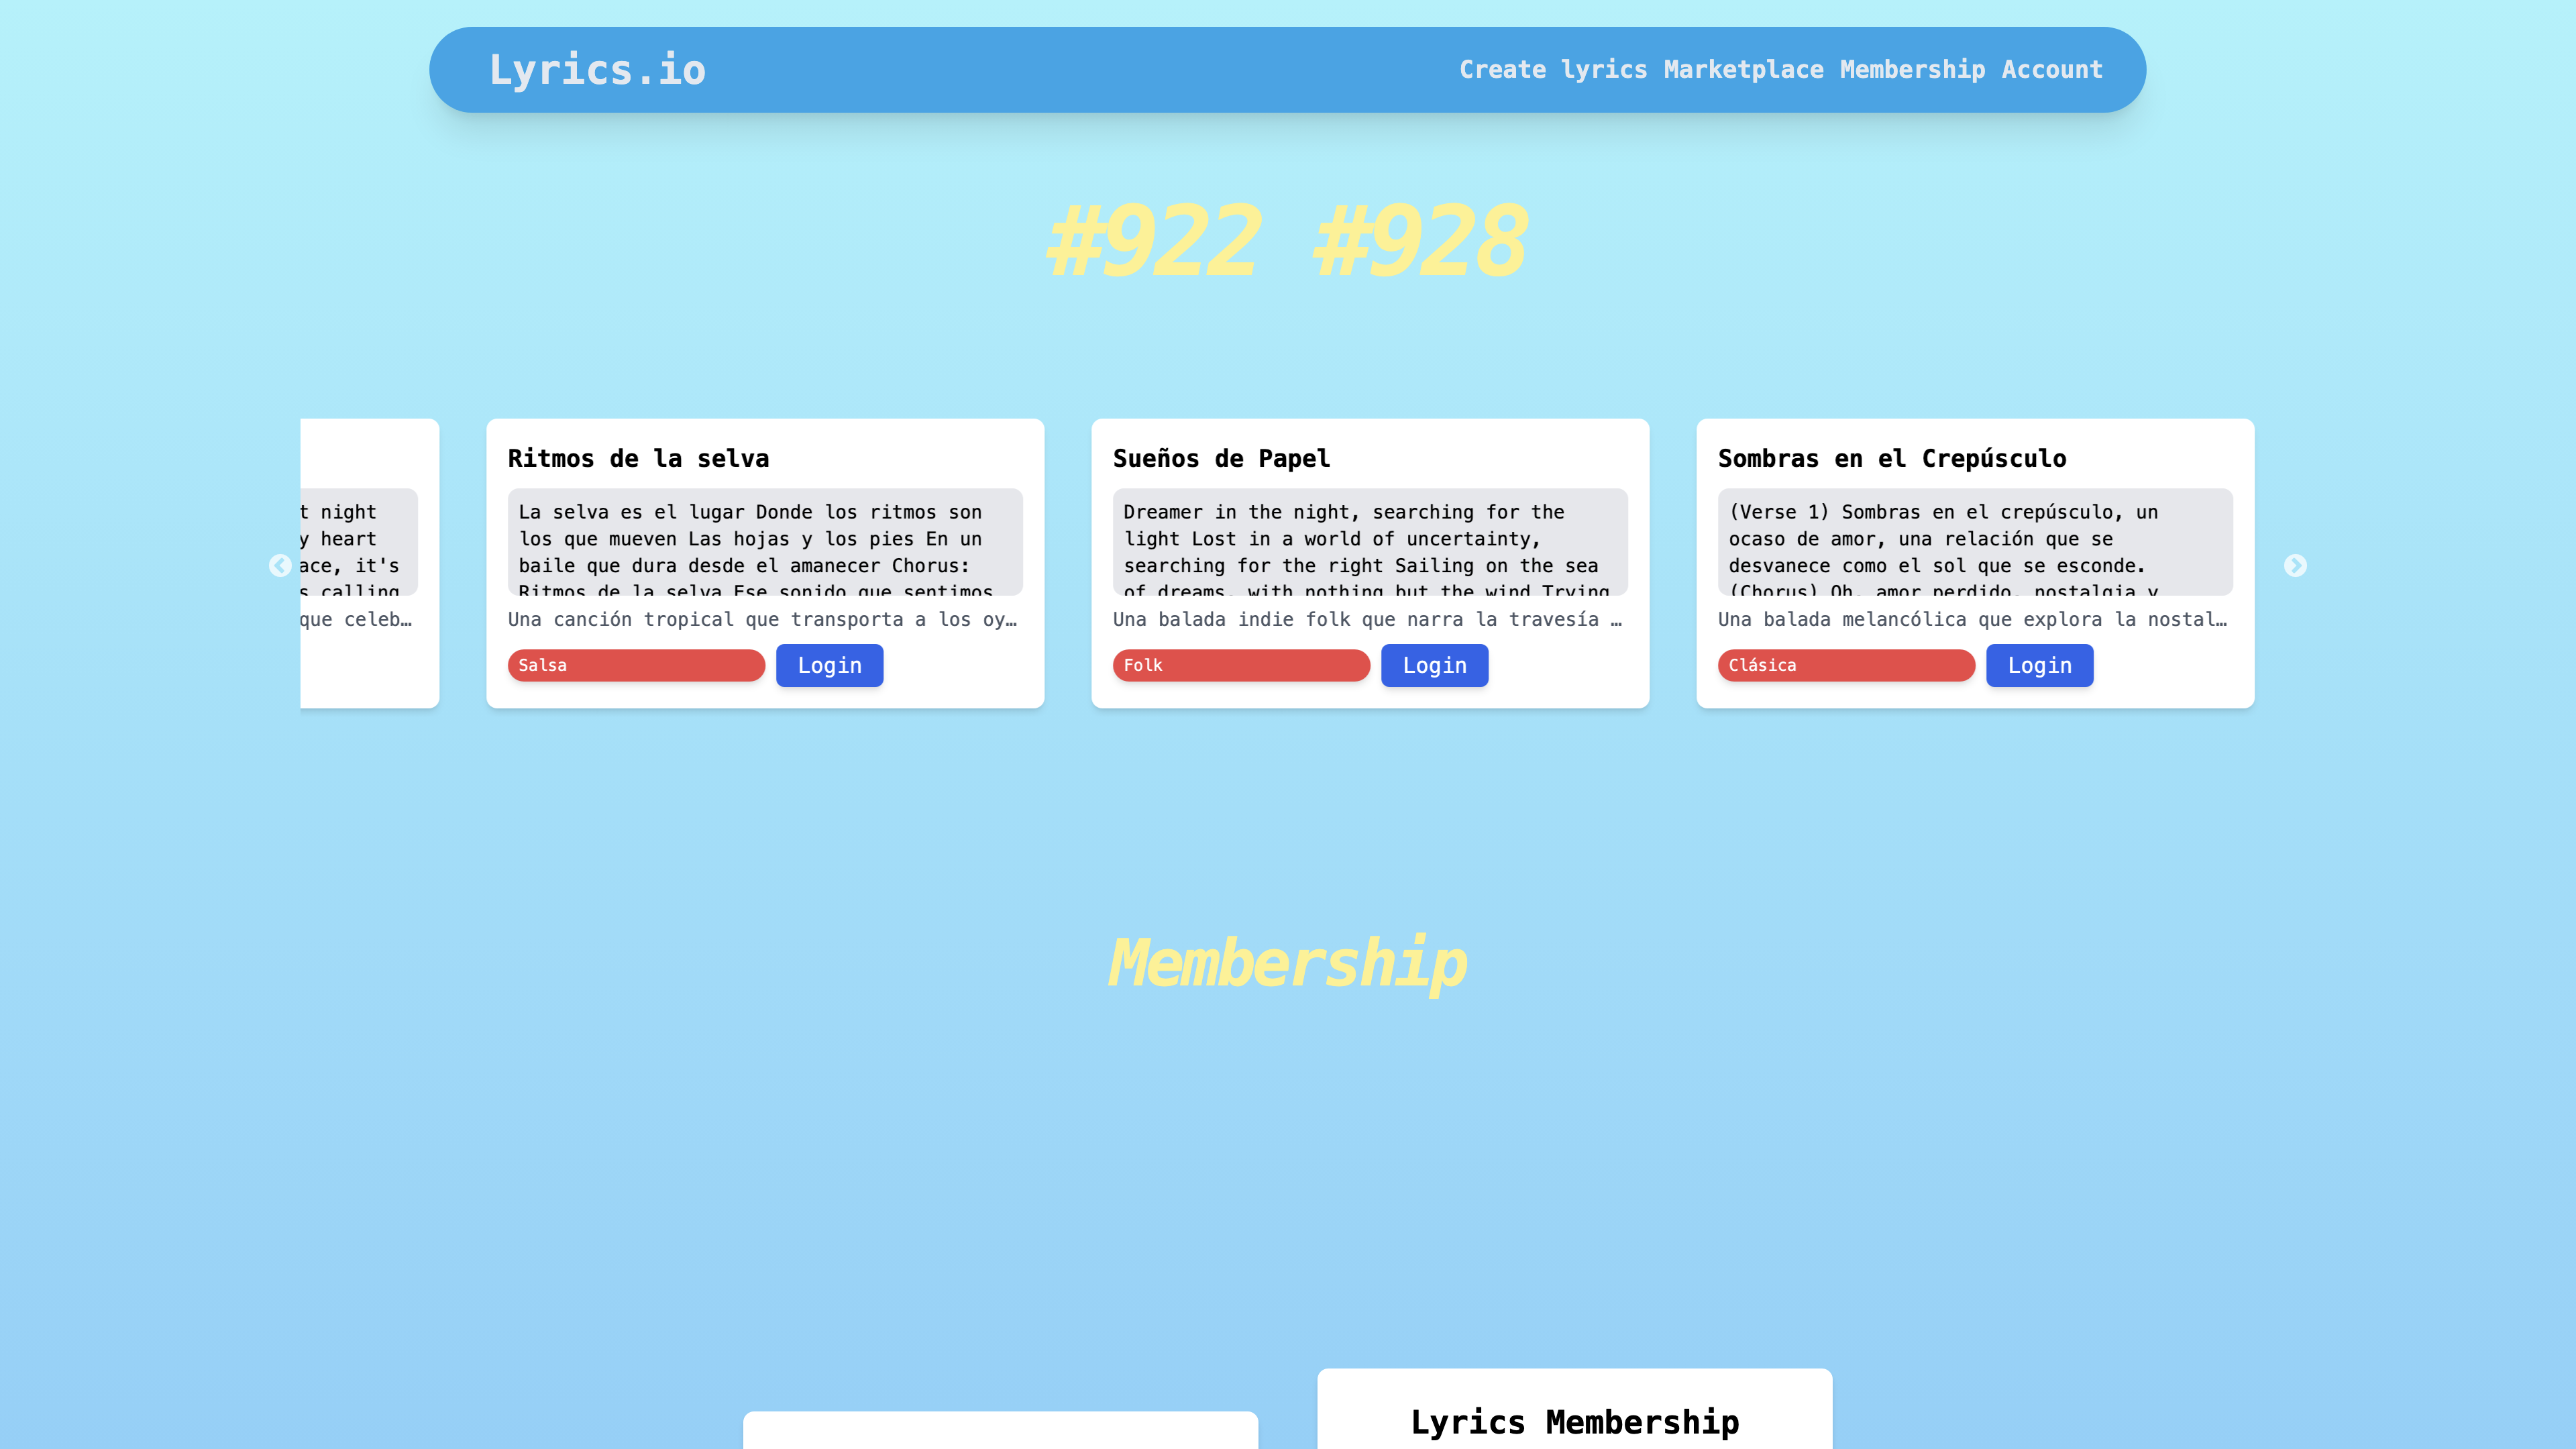 Lyrics.io
Create lyrics Marketplace Membership Account
#922 #928
t night
y heart
ace, it's
s calling
que celeb…
Ritmos de la selva
La selva es el lugar Donde los ritmos son
los que mueven Las hojas y los pies En un
baile que dura desde el amanecer Chorus:
Ritmos de la selva Ese sonido que sentimos
Una canción tropical que transporta a los oy…
Salsa
Login
Sueños de Papel
Dreamer in the night, searching for the
light Lost in a world of uncertainty,
searching for the right Sailing on the sea
of dreams, with nothing but the wind Trying
Una balada indie folk que narra la travesía …
Folk
Login
Sombras en el Crepúsculo
(Verse 1) Sombras en el crepúsculo, un
ocaso de amor, una relación que se
desvanece como el sol que se esconde.
(Chorus) Oh, amor perdido, nostalgia y
Una balada melancólica que explora la nostal…
Clásica
Login
Membership
Lyrics Membership